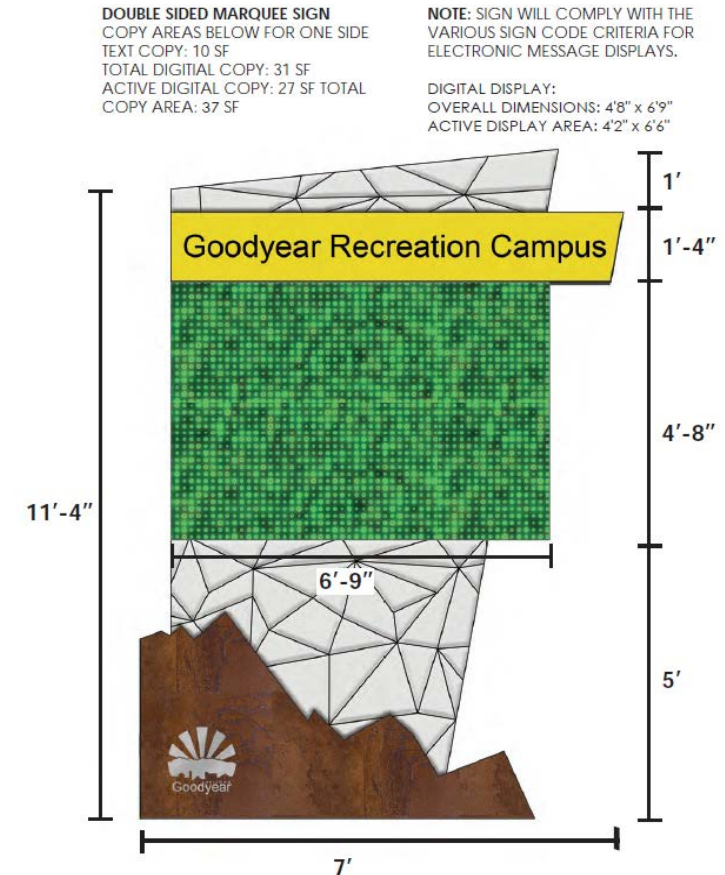 DOUBLE SIDED MARQUEE SIGN
COPY AREAS BELOW FOR ONE SIDE
TEXT COPY: 10 SF
TOTAL DIGITIAL COPY: 31 SF
ACTIVE DIGITAL COPY: 27 SF TOTAL
COPY AREA: 37 SF
NOTE: SIGN WILL COMPLY WITH THE
VARIOUS SIGN CODE CRITERIA FOR
ELECTRONIC MESSAGE DISPLAYS.
DIGITAL DISPLAY:
OVERALL DIMENSIONS: 4'8" x 6'9"
ACTIVE DISPLAY AREA: 4'2" x 6'6"
1'
Goodyear Recreation Campus
1'-4"
4'-8"
11'-4"
6'-9"
5'
Goodyear
7'